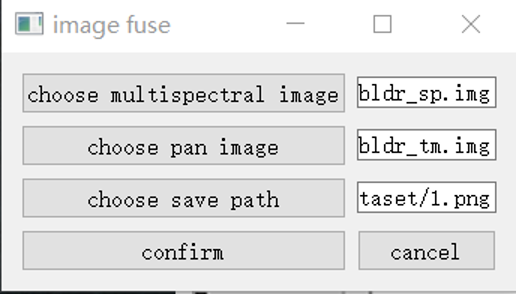 image fuse
choose multispectral image bldr_sp.img
choose pan image bldr_tm.img
choose save path taset/1.png
confirm cancel